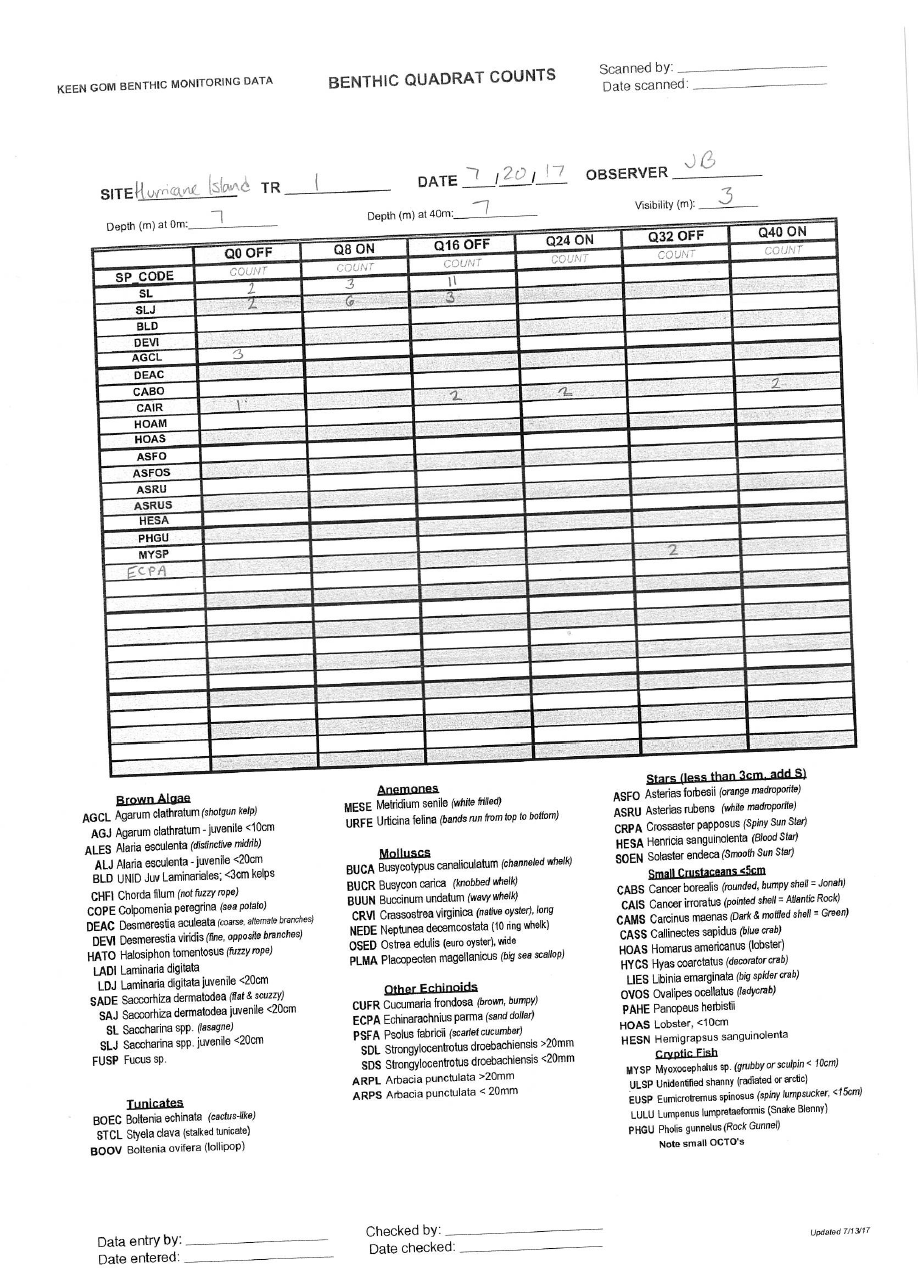 KEEN GOM BENTHIC MONITORING DATA
BENTHIC QUADRAT COUNTS
Scanned by:
Date scanned:
SITE Hurricane Island TR 1 DATE 7 / 20 / 17 OBSERVER JB
Depth (m) at 0m: 7 Depth (m) at 40m: 7 Visibility (m): 3
Q0 OFF Q8 ON Q16 OFF Q24 ON Q32 OFF Q40 ON
SP_CODE COUNT COUNT COUNT COUNT COUNT COUNT
SL 2 3 11
SLJ 2 6 3
BLD
DEVI
AGCL 3
DEAC
CABO
CAIR 1 2 2 2
HOAM
HOAS
ASFO
ASFOS
ASRU
ASRUS
HESA
PHGU
MYSP
ECPA 2
Brown Algae
AGCL Agarum clathratum (shotgun kelp)
AGJ Agarum clathratum - juvenile <10cm
ALES Alaria esculenta (distinctive midrib)
ALJ Alaria esculenta - juvenile <20cm
BLD UNID Juv Laminariales; <3cm kelps
CHFI Chorda filum (not fuzzy rope)
COPE Colpomenia peregrina (sea potato)
DEAC Desmerestia aculeata (coarse, alternate branches)
DEVI Desmerestia viridis (fine, opposite branches)
HATO Halosiphon tomentosus (fuzzy rope)
LADI Laminaria digitata
LDJ Laminaria digitata juvenile <20cm
SADE Saccorhiza dermatodea (flat & scuzzy)
SAJ Saccorhiza dermatodea juvenile <20cm
SL Saccharina spp. (lasagne)
SLJ Saccharina spp. juvenile <20cm
FUSP Fucus sp.
Tunicates
BOEC Boltenia echinata (cactus-like)
STCL Styela clava (stalked tunicate)
BOOV Boltenia ovifera (lollipop)
Anemones
MESE Metridium senile (white frilled)
URFE Urticina felina (bands run from top to bottom)
Molluscs
BUCA Busycotypus canaliculatum (channeled whelk)
BUCR Busycon carica (knobbed whelk)
BUUN Buccinum undatum (wavy whelk)
CRVI Crassostrea virginica (native oyster), long
NEDE Neptunea decemcostata (10 ring whelk)
OSED Ostrea edulis (euro oyster), wide
PLMA Placopecten magellanicus (big sea scallop)
Other Echinoids
CUFR Cucumaria frondosa (brown, bumpy)
ECPA Echinarachnius parma (sand dollar)
PSFA Psolus fabricii (scarlet cucumber)
SDL Strongylocentrotus droebachiensis >20mm
SDS Strongylocentrotus droebachiensis <20mm
ARPL Arbacia punctulata >20mm
ARPS Arbacia punctulata < 20mm
Stars (less than 3cm, add S)
ASFO Asterias forbesii (orange madroporite)
ASRU Asterias rubens (white madroporite)
CRPA Crossaster papposus (Spiny Sun Star)
HESA Henricia sanguinolenta (Blood Star)
SOEN Solaster endeca (Smooth Sun Star)
Small Crustaceans <5cm
CABS Cancer borealis (rounded, bumpy shell = Jonah)
CAIS Cancer irroratus (pointed shell = Atlantic Rock)
CAMS Carcinus maenas (Dark & mottled shell = Green)
CASS Callinectes sapidus (blue crab)
HOAS Homarus americanus (lobster)
HYCS Hyas coarctatus (decorator crab)
LIES Libinia emarginata (big spider crab)
OVOS Ovalipes ocellatus (ladycrab)
PAHE Panopeus herbistii
HOAS Lobster, <10cm
HESN Hemigrapsus sanguinolenta
Cryptic Fish
MYSP Myoxocephalus sp. (grubby or sculpin < 10cm)
ULSP Unidentified shanny (radiated or arctic)
EUSP Eumicrotremus spinosus (spiny lumpsucker, <15cm)
LULU Lumpenus lumpretaeformis (Snake Blenny)
PHGU Pholis gunnelus (Rock Gunnel)
Note small OCTO's
Data entry by:
Date entered:
Checked by:
Date checked:
Updated 7/13/17